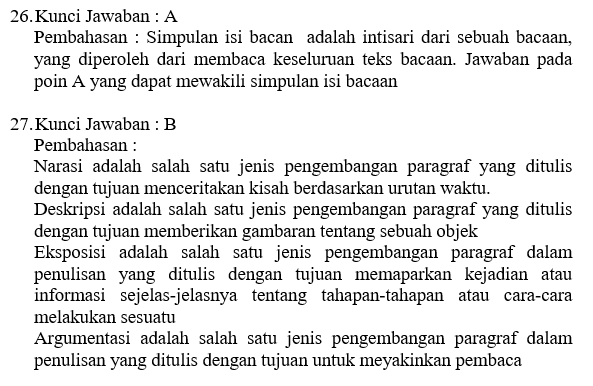 26. Kunci Jawaban : A
Pembahasan : Simpulan isi bacan adalah intisari dari sebuah bacaan,
yang diperoleh dari membaca keseluruan teks bacaan. Jawaban pada
poin A yang dapat mewakili simpulan isi bacaan
27. Kunci Jawaban : B
Pembahasan :
Narasi adalah salah satu jenis pengembangan paragraf yang ditulis
dengan tujuan menceritakan kisah berdasarkan urutan waktu.
Deskripsi adalah salah satu jenis pengembangan paragraf yang ditulis
dengan tujuan memberikan gambaran tentang sebuah objek
Eksposisi adalah salah satu jenis pengembangan paragraf dalam
penulisan yang ditulis dengan tujuan memaparkan kejadian atau
informasi sejelas-jelasnya tentang tahapan-tahapan atau cara-cara
melakukan sesuatu
Argumentasi adalah salah satu jenis pengembangan paragraf dalam
penulisan yang ditulis dengan tujuan untuk meyakinkan pembaca